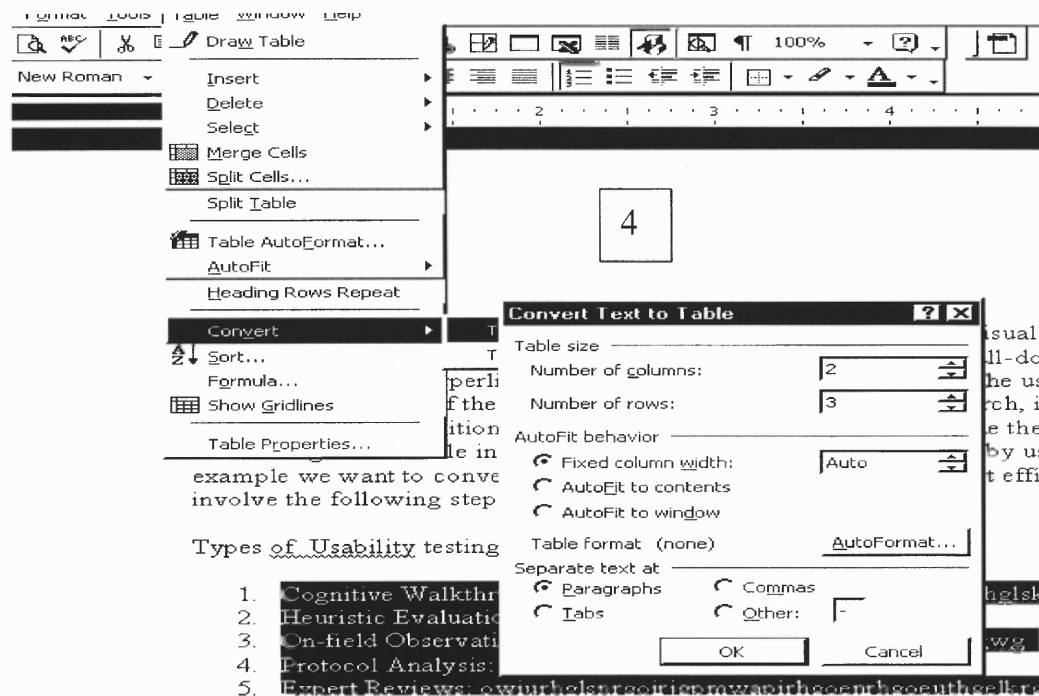 Format Tools Table Window Help
ABC Draw Table 100%
New Roman
Insert
Delete
Select
2 3 4
Merge Cells
Split Cells...
Split Table
4
Table AutoFormat...
AutoFit
Heading Rows Repeat
Convert T
Sort... T
Formula...
Show Gridlines
Table Properties...
Convert Text to Table
Table size
Number of columns: 2
Number of rows: 3
AutoFit behavior
Fixed column width: Auto
AutoFit to contents
AutoFit to window
Table format (none) AutoFormat...
Separate text at
Paragraphs Commas
Tabs Other: -
OK Cancel
example we want to conve
involve the following step
Types of Usability testing
1. Cognitive Walkthr
2. Heuristic Evaluatio
3. On-field Observati
4. Protocol Analysis:
5. Expert Reviews: